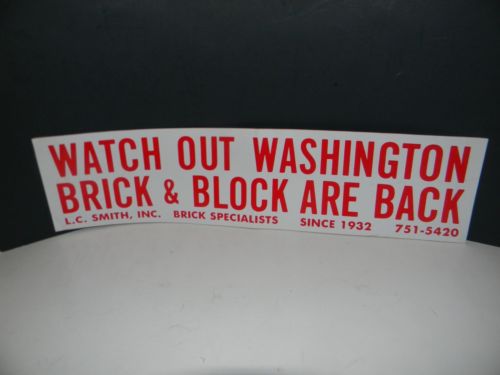 WATCH OUT WASHINGTON
BRICK & BLOCK ARE BACK
L.C. SMITH, INC. BRICK SPECIALISTS SINCE 1932 751-5420